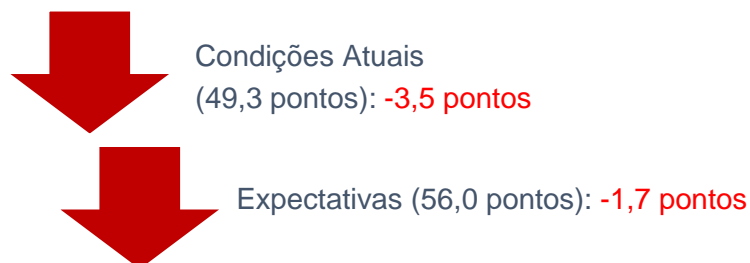 Condições Atuais
(49,3 pontos): -3,5 pontos
Expectativas (56,0 pontos): -1,7 pontos